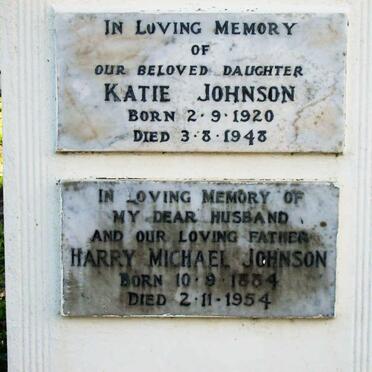 IN LOVING MEMORY
OF
OUR BELOVED DAUGHTER
KATIE JOHNSON
BORN 2·9·1920
DIED 3·8·1948
IN LOVING MEMORY OF
MY DEAR HUSBAND
AND OUR LOVING FATHER
HARRY MICHAEL JOHNSON
BORN 10·9·1884
DIED 2·11·1954